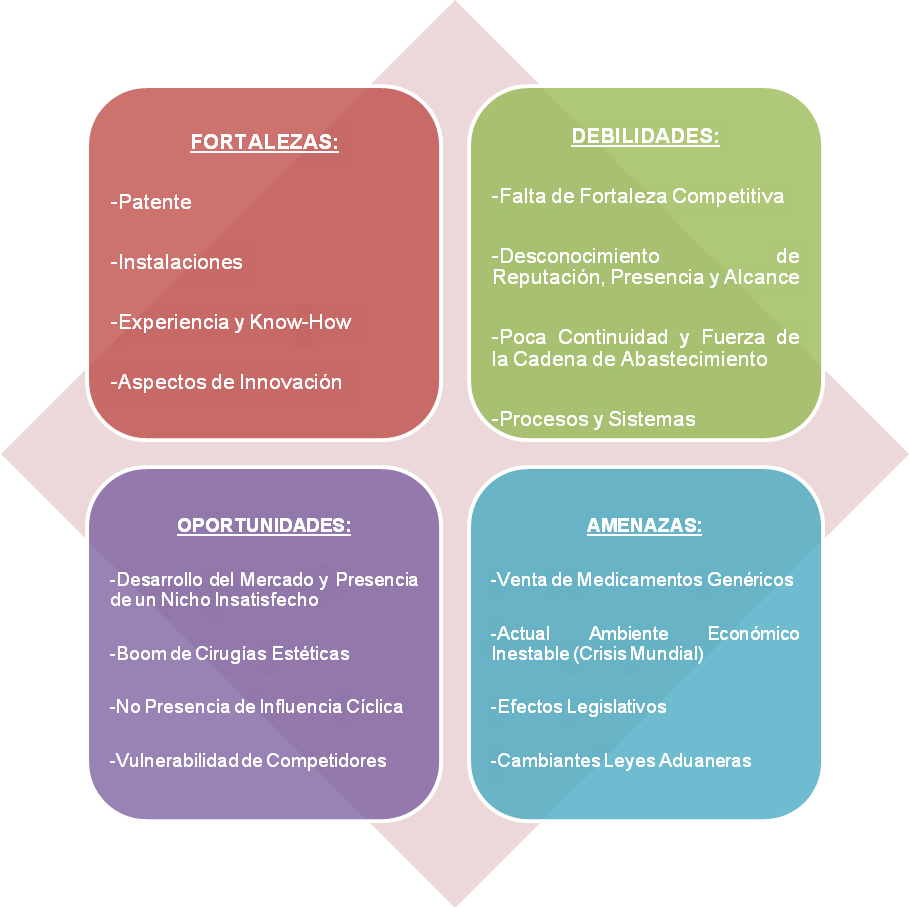 FORTALEZAS:
-Patente
-Instalaciones
-Experiencia y Know-How
-Aspectos de Innovación
DEBILIDADES:
-Falta de Fortaleza Competitiva
-Desconocimiento de
Reputación, Presencia y Alcance
-Poca Continuidad y Fuerza de
la Cadena de Abastecimiento
-Procesos y Sistemas
OPORTUNIDADES:
-Desarrollo del Mercado y Presencia
de un Nicho Insatisfecho
-Boom de Cirugías Estéticas
-No Presencia de Influencia Cíclica
-Vulnerabilidad de Competidores
AMENAZAS:
-Venta de Medicamentos Genéricos
-Actual Ambiente Económico
Inestable (Crisis Mundial)
-Efectos Legislativos
-Cambiantes Leyes Aduaneras